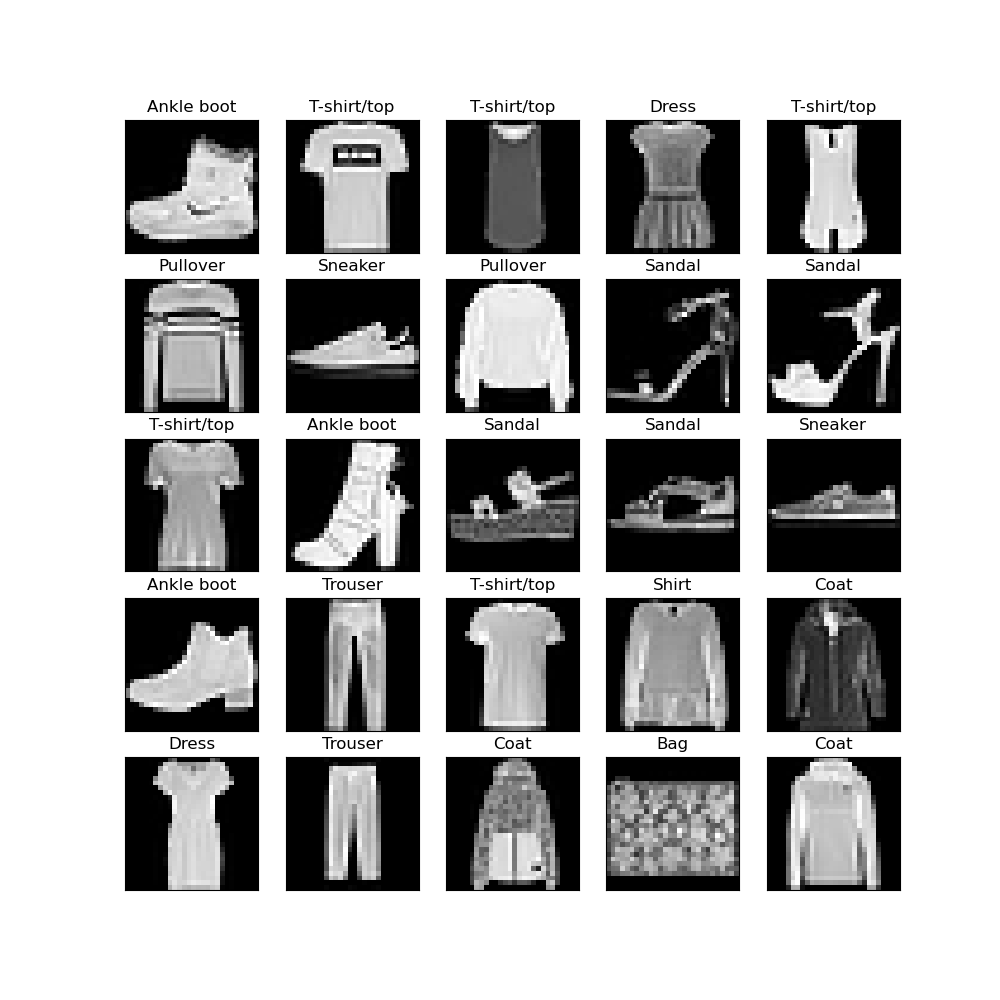 Ankle boot T-shirt/top T-shirt/top Dress T-shirt/top
Pullover Sneaker Pullover Sandal Sandal
T-shirt/top Ankle boot Sandal Sandal Sneaker
Ankle boot Trouser T-shirt/top Shirt Coat
Dress Trouser Coat Bag Coat